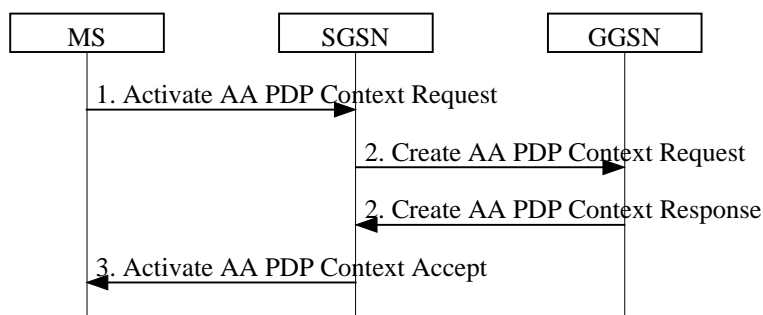 MS SGSN GGSN
1. Activate AA PDP Context Request
2. Create AA PDP Context Request
2. Create AA PDP Context Response
3. Activate AA PDP Context Accept